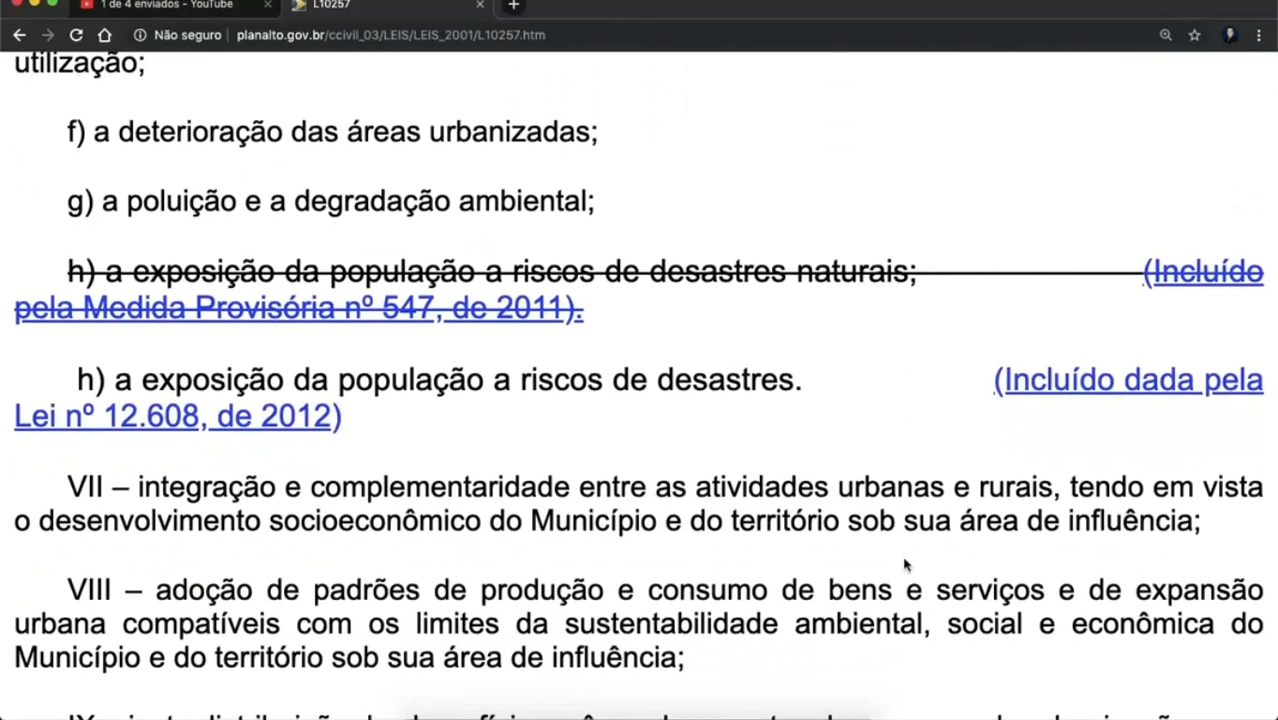 1 de 4 enviados - YouTube
L10257
Não seguro | planalto.gov.br/ccivil_03/LEIS/LEIS_2001/L10257.htm
utilização;
f) a deterioração das áreas urbanizadas;
g) a poluição e a degradação ambiental;
h) a exposição da população a riscos de desastres naturais; (Incluído
pela Medida Provisória nº 547, de 2011).
h) a exposição da população a riscos de desastres. (Incluído dada pela
Lei nº 12.608, de 2012)
VII – integração e complementaridade entre as atividades urbanas e rurais, tendo em vista
o desenvolvimento socioeconômico do Município e do território sob sua área de influência;
VIII – adoção de padrões de produção e consumo de bens e serviços e de expansão
urbana compatíveis com os limites da sustentabilidade ambiental, social e econômica do
Município e do território sob sua área de influência;